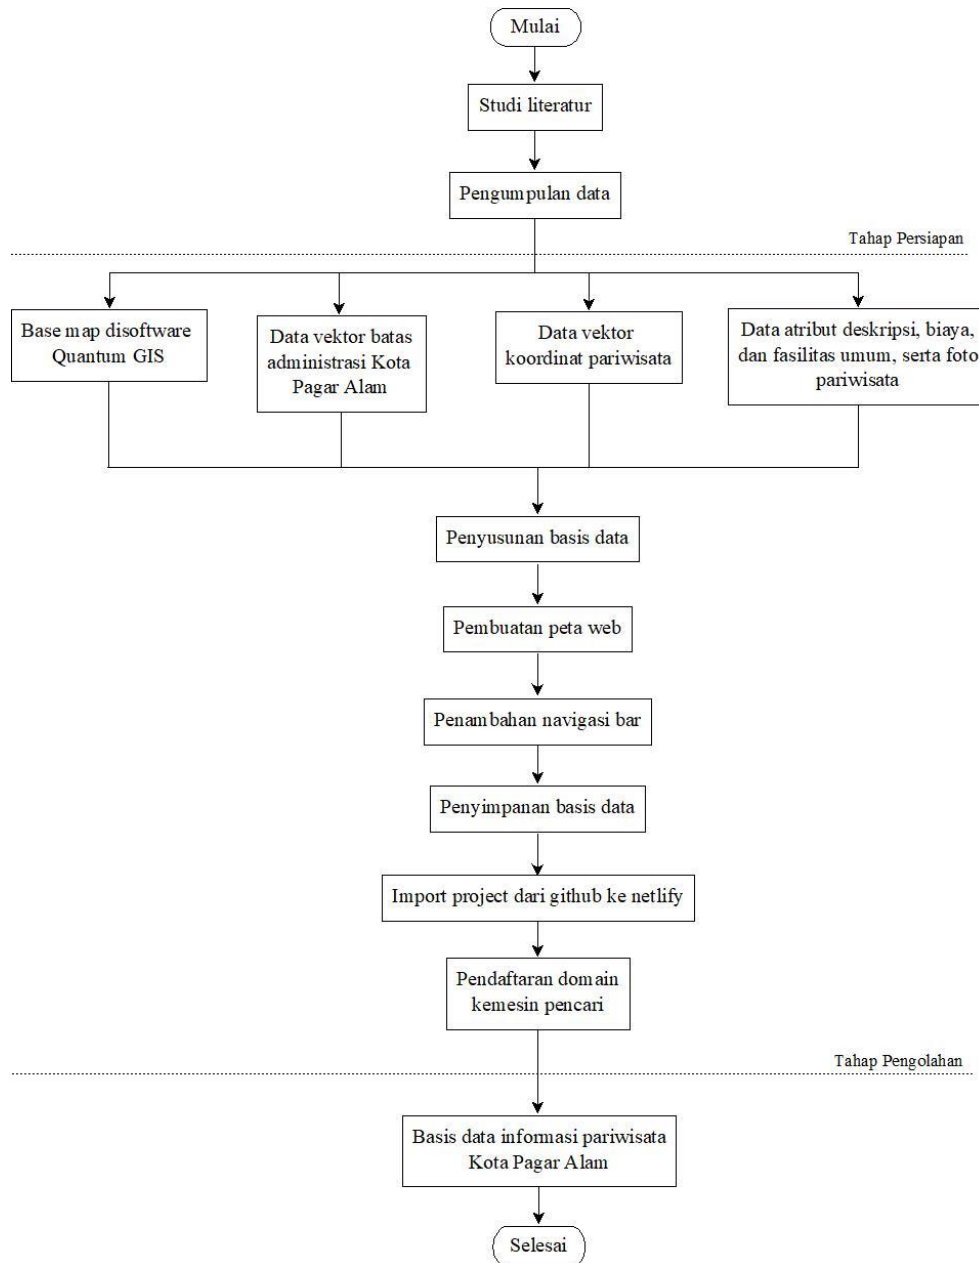 Mulai
Studi literatur
Pengumpulan data
Tahap Persiapan
Base map disoftware
Quantum GIS
Data vektor batas
administrasi Kota
Pagar Alam
Data vektor
koordinat pariwisata
Data atribut deskripsi, biaya,
dan fasilitas umum, serta foto
pariwisata
Penyusunan basis data
Pembuatan peta web
Penambahan navigasi bar
Penyimpanan basis data
Import project dari github ke netlify
Pendaftaran domain
kemesin pencari
Tahap Pengolahan
Basis data informasi pariwisata
Kota Pagar Alam
Selesai